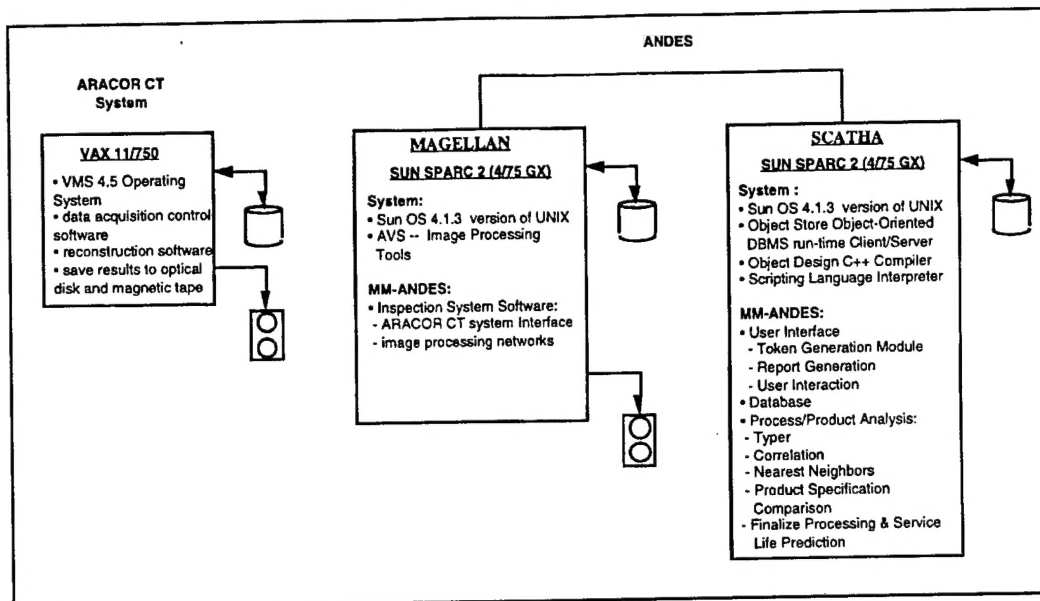 ANDES
ARACOR CT
System
VAX 11/750
• VMS 4.5 Operating
System
• data acquisition control
software
• reconstruction software
• save results to optical
disk and magnetic tape
MAGELLAN
SUN SPARC 2 (4/75 GX)
System:
• Sun OS 4.1.3 version of UNIX
• AVS -- Image Processing
Tools
MM-ANDES:
• Inspection System Software:
- ARACOR CT system Interface
- image processing networks
SCATHA
SUN SPARC 2 (4/75 GX)
System :
• Sun OS 4.1.3 version of UNIX
• Object Store Object-Oriented
DBMS run-time Client/Server
• Object Design C++ Compiler
• Scripting Language Interpreter
MM-ANDES:
• User Interface
- Token Generation Module
- Report Generation
- User Interaction
• Database
• Process/Product Analysis:
- Typer
- Correlation
- Nearest Neighbors
- Product Specification
Comparison
- Finalize Processing & Service
Life Prediction